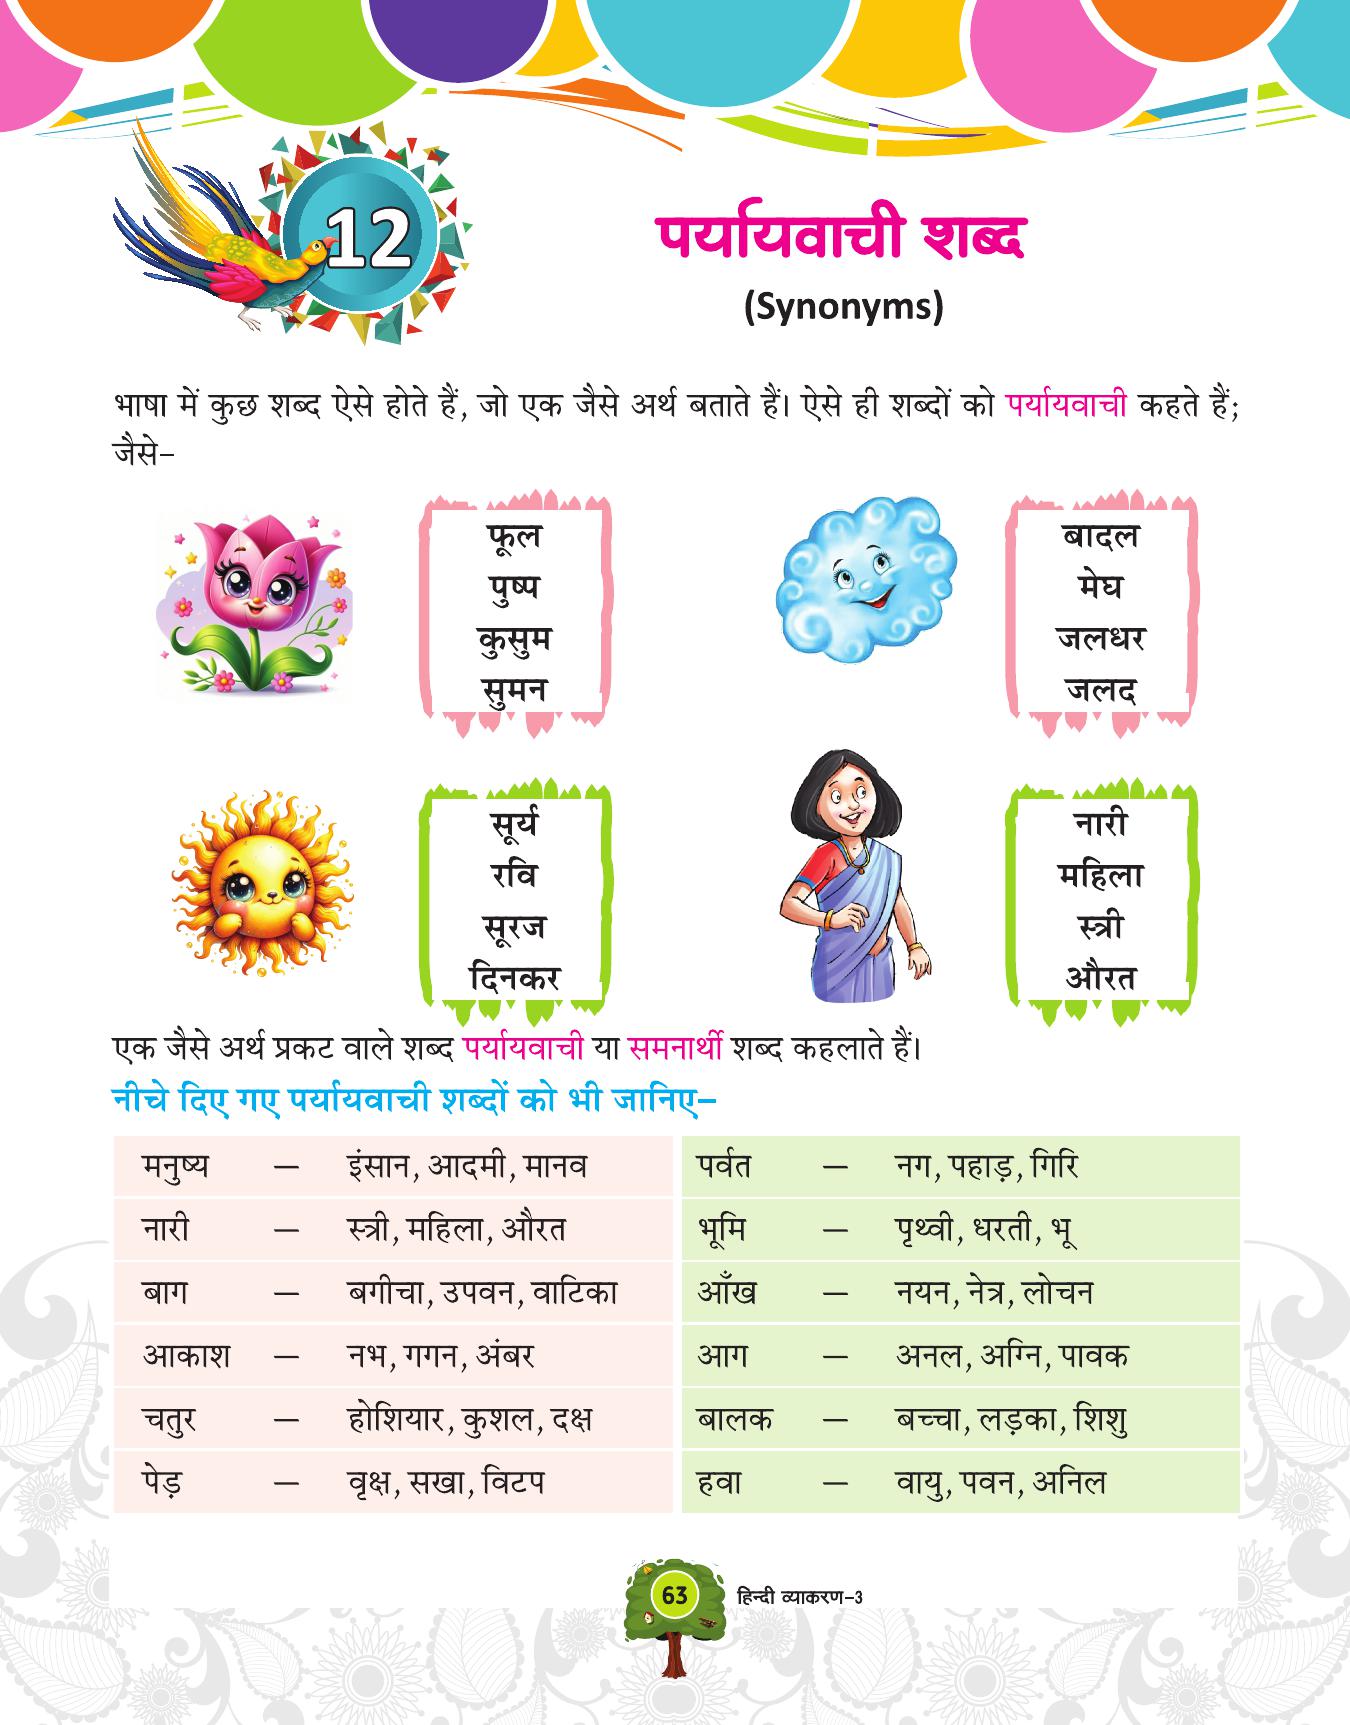 12
पर्यायवाची शब्द
(Synonyms)
भाषा में कुछ शब्द ऐसे होते हैं, जो एक जैसे अर्थ बताते हैं। ऐसे ही शब्दों को पर्यायवाची कहते हैं;
जैसे–
फूल
पुष्प
कुसुम
सुमन
बादल
मेघ
जलधर
जलद
सूर्य
रवि
सूरज
दिनकर
नारी
महिला
स्त्री
औरत
एक जैसे अर्थ प्रकट वाले शब्द पर्यायवाची या समनार्थी शब्द कहलाते हैं।
नीचे दिए गए पर्यायवाची शब्दों को भी जानिए–
मनुष्य — इंसान, आदमी, मानव
नारी — स्त्री, महिला, औरत
बाग — बगीचा, उपवन, वाटिका
आकाश — नभ, गगन, अंबर
चतुर — होशियार, कुशल, दक्ष
पेड़ — वृक्ष, सखा, विटप
पर्वत — नग, पहाड़, गिरि
भूमि — पृथ्वी, धरती, भू
आँख — नयन, नेत्र, लोचन
आग — अनल, अग्नि, पावक
बालक — बच्चा, लड़का, शिशु
हवा — वायु, पवन, अनिल
63
हिन्दी व्याकरण–3